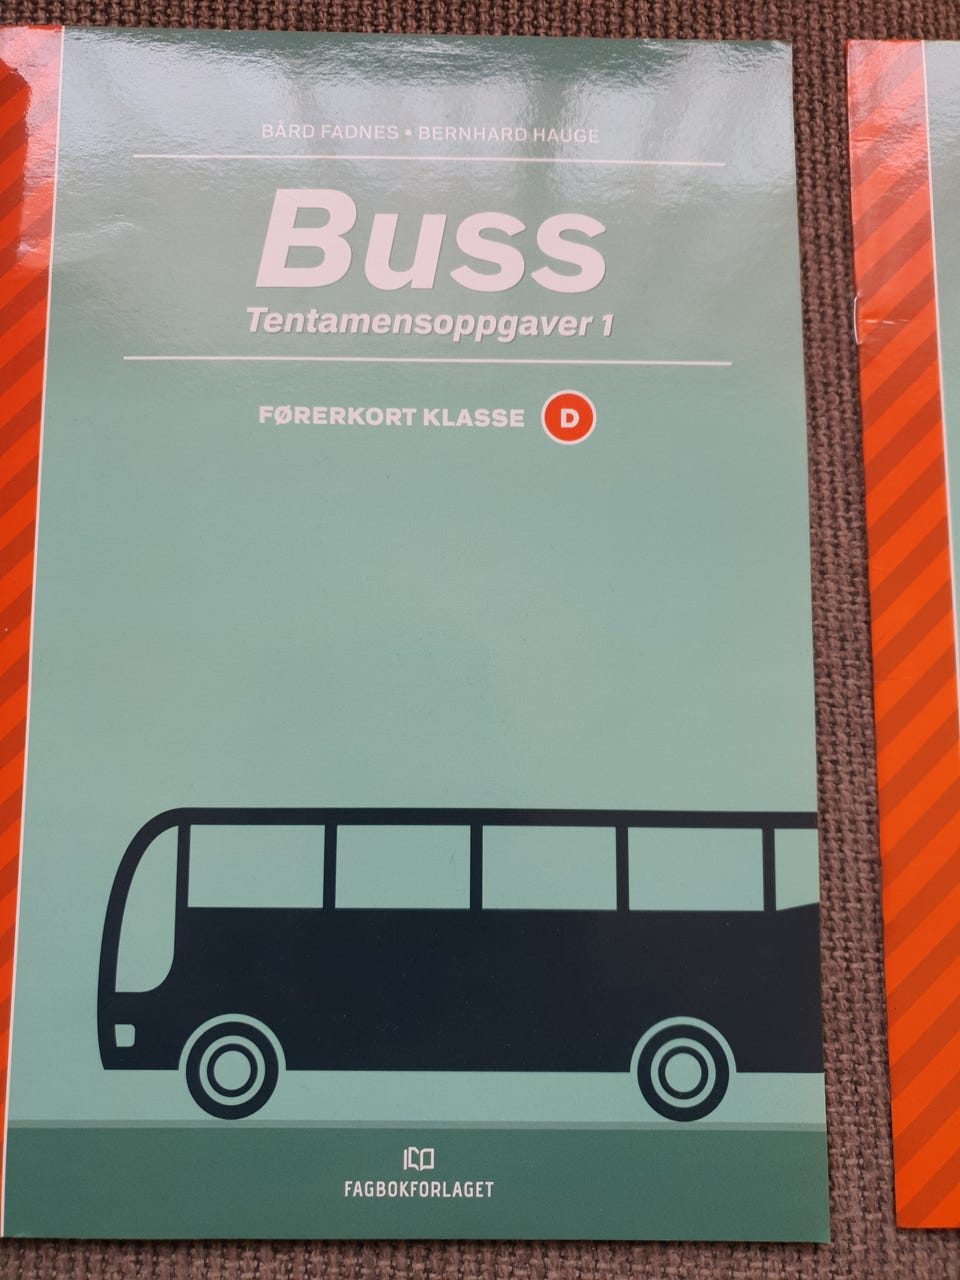 BÅRD FADNES • BERNHARD HAUGE
Buss
Tentamensoppgaver 1
FØRERKORT KLASSE D
FAGBOKFORLAGET